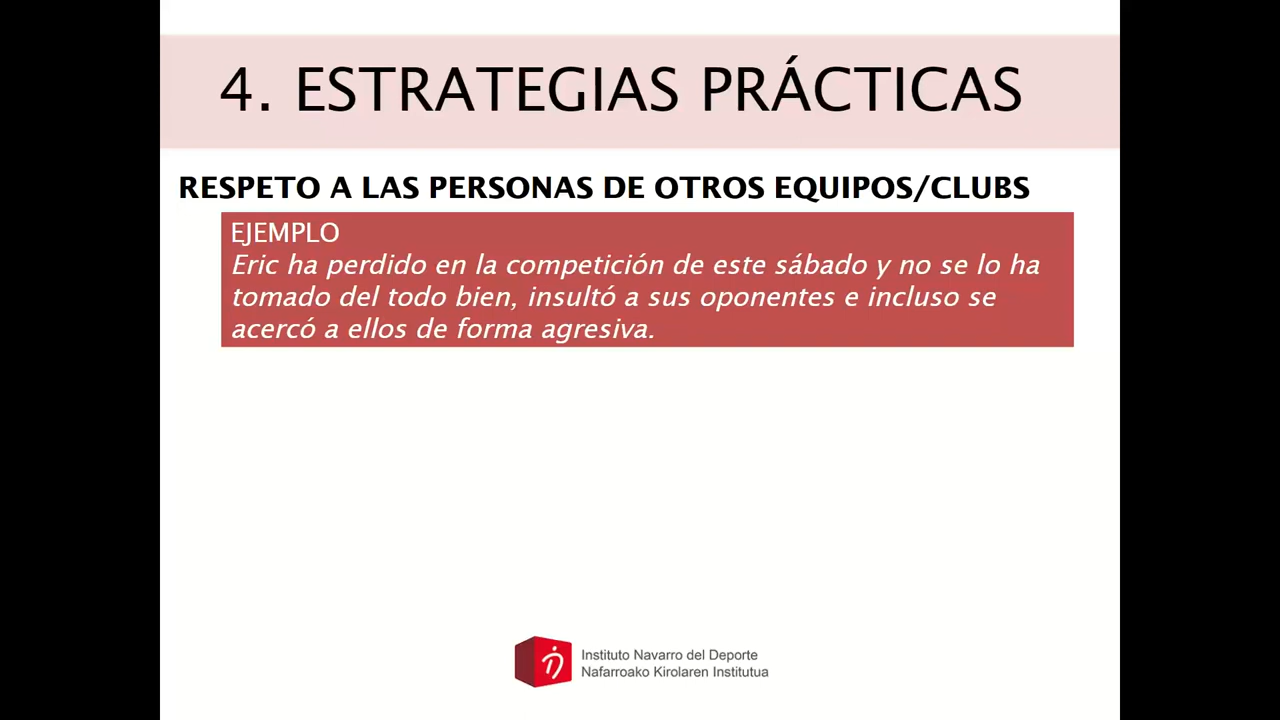 4. ESTRATEGIAS PRÁCTICAS
RESPETO A LAS PERSONAS DE OTROS EQUIPOS/CLUBS
EJEMPLO
Eric ha perdido en la competición de este sábado y no se lo ha
tomado del todo bien, insultó a sus oponentes e incluso se
acercó a ellos de forma agresiva.
Instituto Navarro del Deporte
Nafarroako Kirolaren Institutua